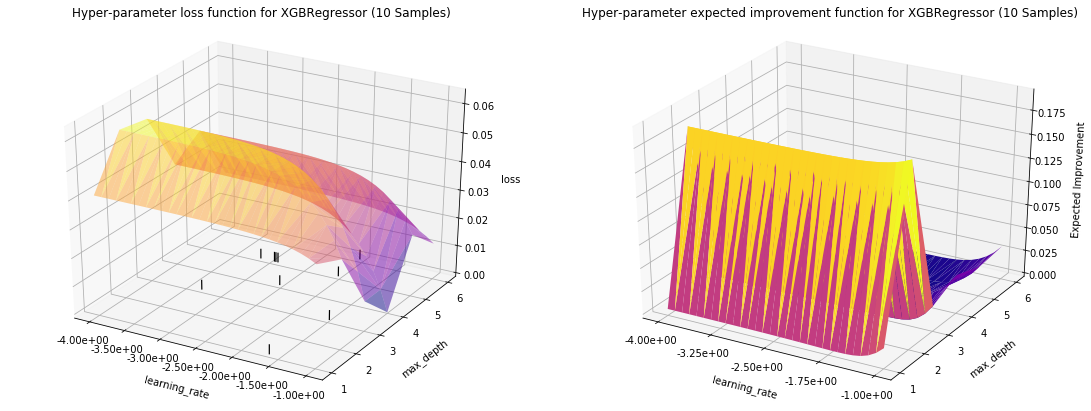 Hyper-parameter loss function for XGBRegressor (10 Samples)
0.06
0.05
0.04
0.03
0.02
0.01
0.00
loss
-4.00e+00
-3.50e+00
-3.00e+00
-2.50e+00
-2.00e+00
-1.50e+00
-1.00e+00
learning_rate
1
2
3
4
5
6
max_depth
Hyper-parameter expected improvement function for XGBRegressor (10 Samples)
0.175
0.150
0.125
0.100
0.075
0.050
0.025
0.000
Expected Improvement
-4.00e+00
-3.25e+00
-2.50e+00
-1.75e+00
-1.00e+00
learning_rate
1
2
3
4
5
6
max_depth